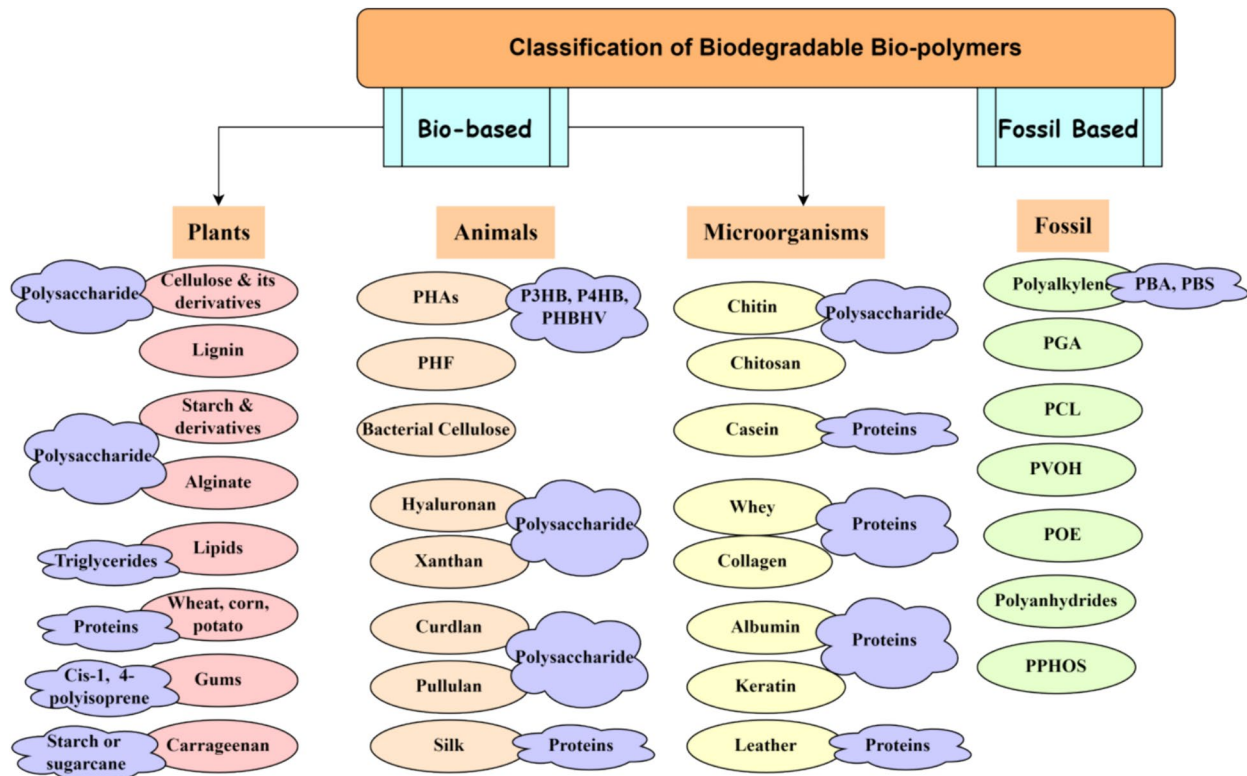 Classification of Biodegradable Bio-polymers
Bio-based
Fossil Based
Plants
Animals
Microorganisms
Fossil
Polysaccharide
Cellulose & its
derivatives
Lignin
Starch &
derivatives
Polysaccharide
Alginate
Triglycerides
Lipids
Proteins
Wheat, corn,
potato
Cis-1, 4-
polyisoprene
Gums
Starch or
sugarcane
Carrageenan
PHAs
P3HB, P4HB,
PHBHV
PHF
Bacterial Cellulose
Hyaluronan
Polysaccharide
Xanthan
Curdlan
Polysaccharide
Pullulan
Silk
Proteins
Chitin
Polysaccharide
Chitosan
Casein
Proteins
Whey
Proteins
Collagen
Albumin
Proteins
Keratin
Leather
Proteins
Polyalkylene
PBA, PBS
PGA
PCL
PVOH
POE
Polyanhydrides
PPHOS